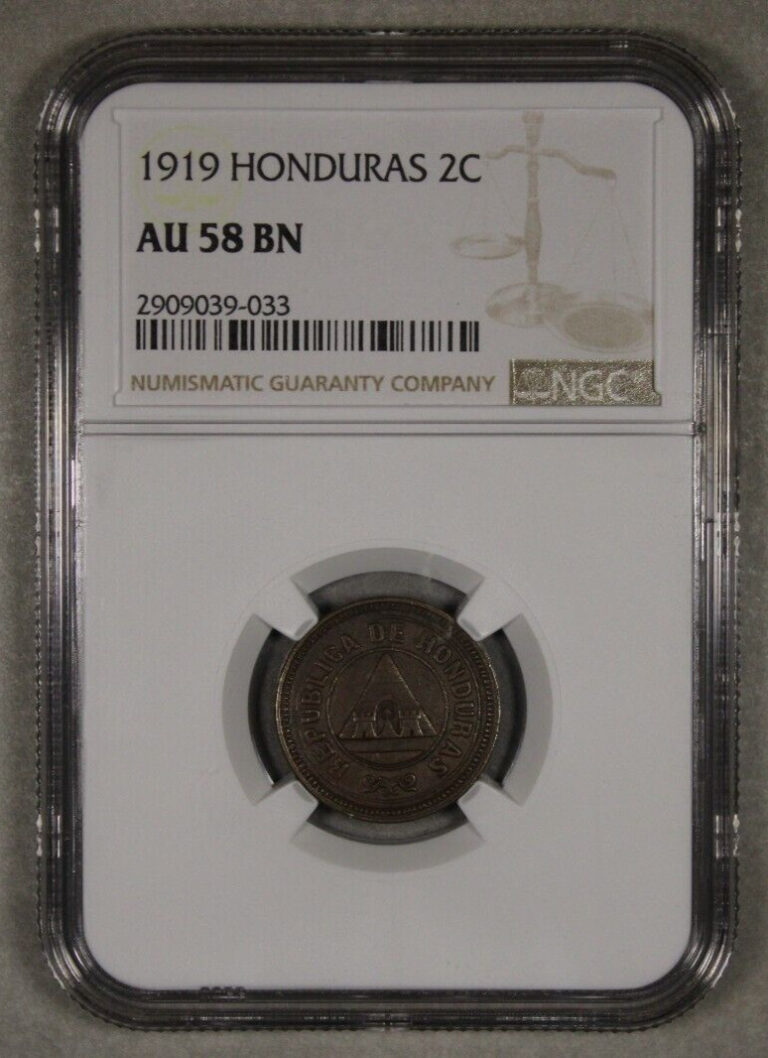 1919 HONDURAS 2C
AU 58 BN
2909039-033
NUMISMATIC GUARANTY COMPANY
NGC
REPUBLICA DE HONDURAS